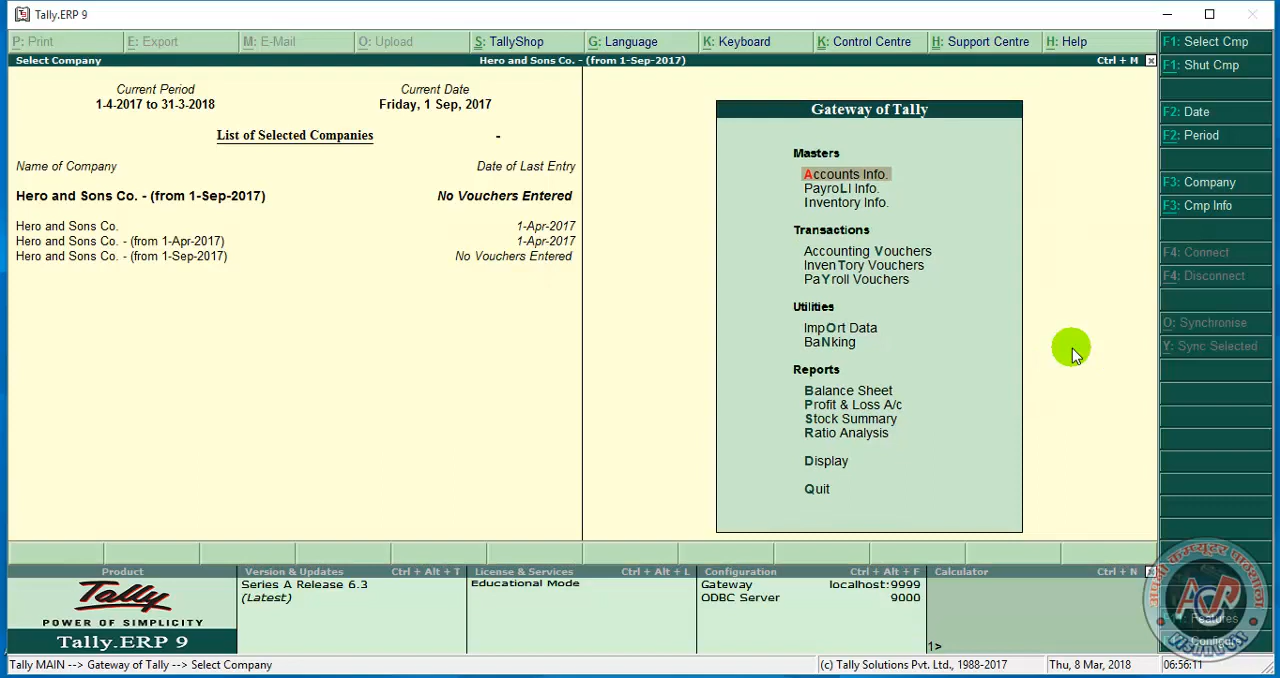 Tally.ERP 9
P: Print E: Export M: E-Mail O: Upload S: TallyShop G: Language K: Keyboard K: Control Centre H: Support Centre H: Help
Select Company Hero and Sons Co. - (from 1-Sep-2017) Ctrl + M
Current Period Current Date
1-4-2017 to 31-3-2018 Friday, 1 Sep, 2017
List of Selected Companies -
Name of Company Date of Last Entry
Hero and Sons Co. - (from 1-Sep-2017) No Vouchers Entered
Hero and Sons Co. 1-Apr-2017
Hero and Sons Co. - (from 1-Apr-2017) 1-Apr-2017
Hero and Sons Co. - (from 1-Sep-2017) No Vouchers Entered
Gateway of Tally
Masters
Accounts Info.
PayroLl Info.
Inventory Info.
Transactions
Accounting Vouchers
InvenTory Vouchers
PaYroll Vouchers
Utilities
ImpOrt Data
BaNking
Reports
Balance Sheet
Profit & Loss A/c
Stock Summary
Ratio Analysis
Display
Quit
F1: Select Cmp
F1: Shut Cmp
F2: Date
F2: Period
F3: Company
F3: Cmp Info
F4: Connect
F4: Disconnect
O: Synchronise
Y: Sync Selected
Features
Product Version & Updates Ctrl + Alt + T License & Services Ctrl + Alt + L Configuration Ctrl + Alt + F Calculator Ctrl + N
Series A Release 6.3 Educational Mode Gateway localhost:9999
(Latest) ODBC Server 9000
Tally
POWER OF SIMPLICITY
Tally.ERP 9
1>
Tally MAIN --> Gateway of Tally --> Select Company (c) Tally Solutions Pvt. Ltd., 1988-2017 Thu, 8 Mar, 2018 06:56:11